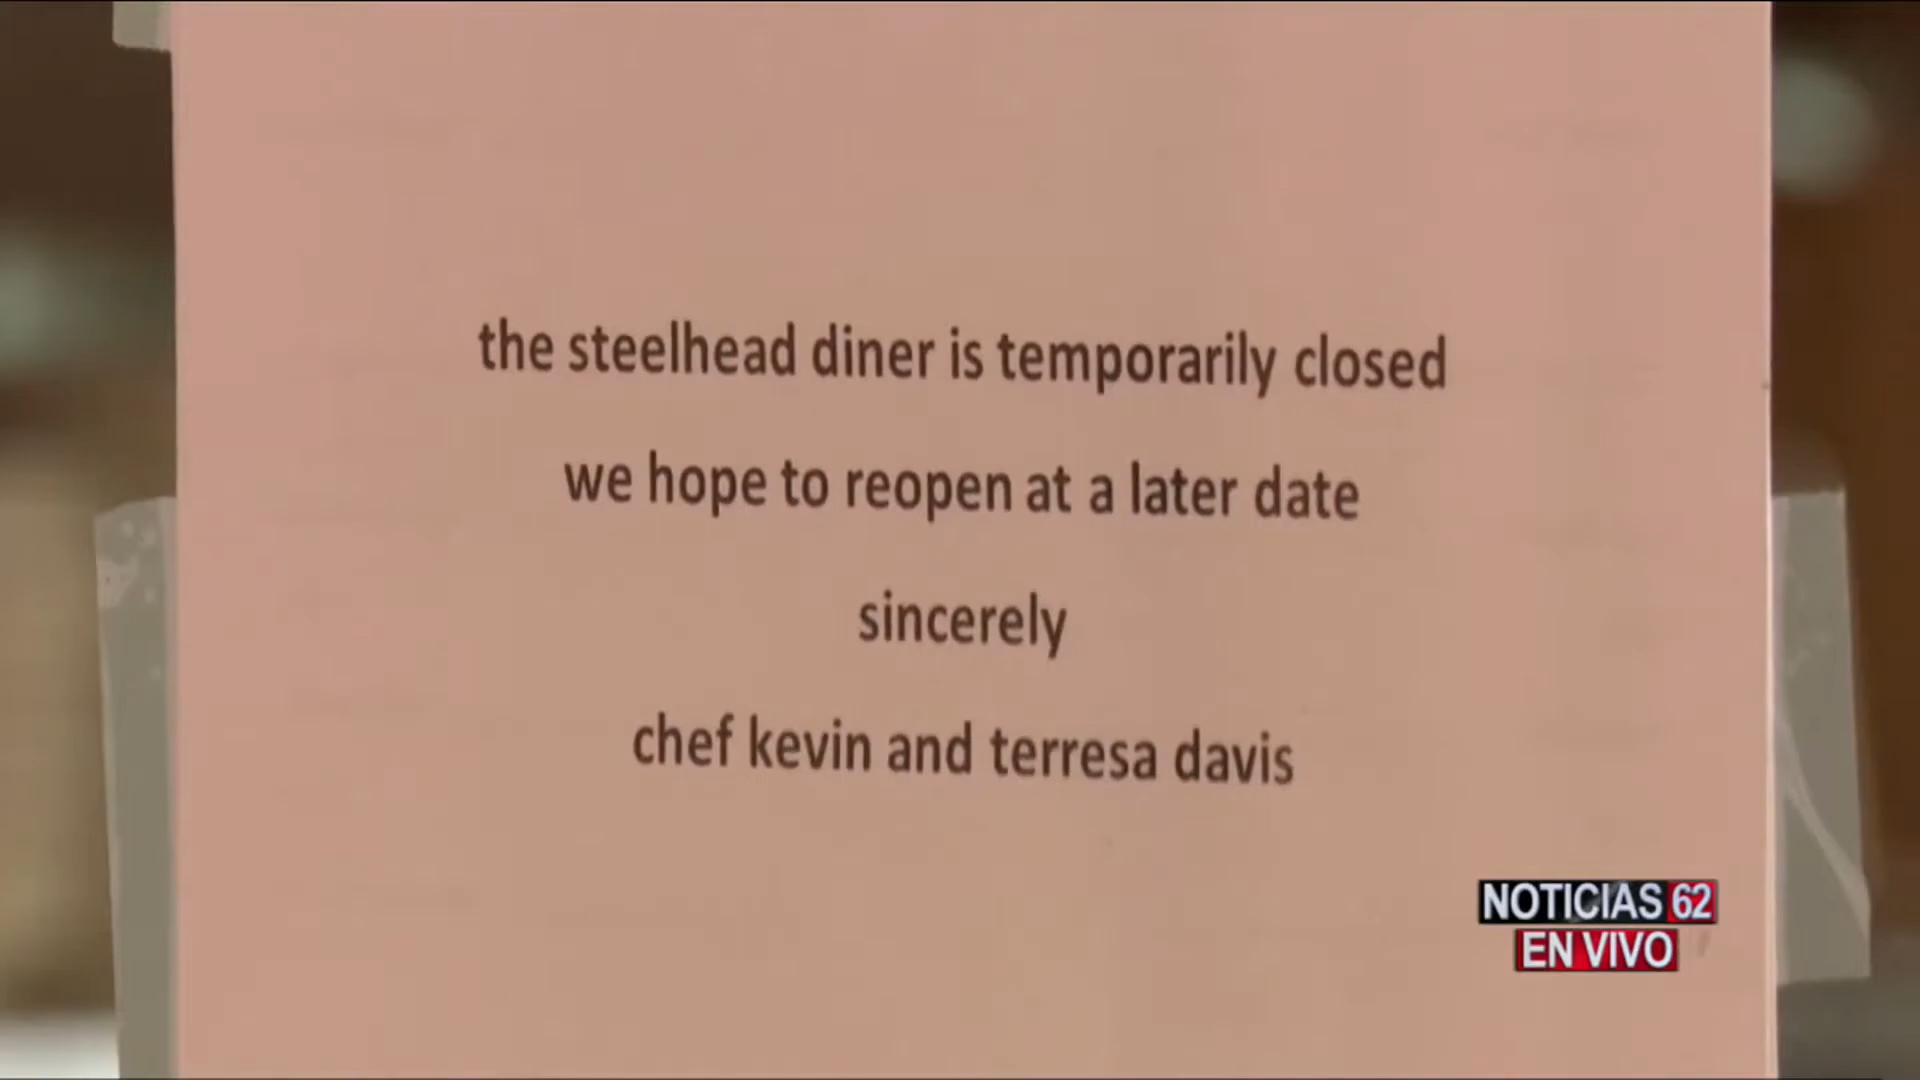 the steelhead diner is temporarily closed
we hope to reopen at a later date
sincerely
chef kevin and terresa davis
NOTICIAS 62
EN VIVO